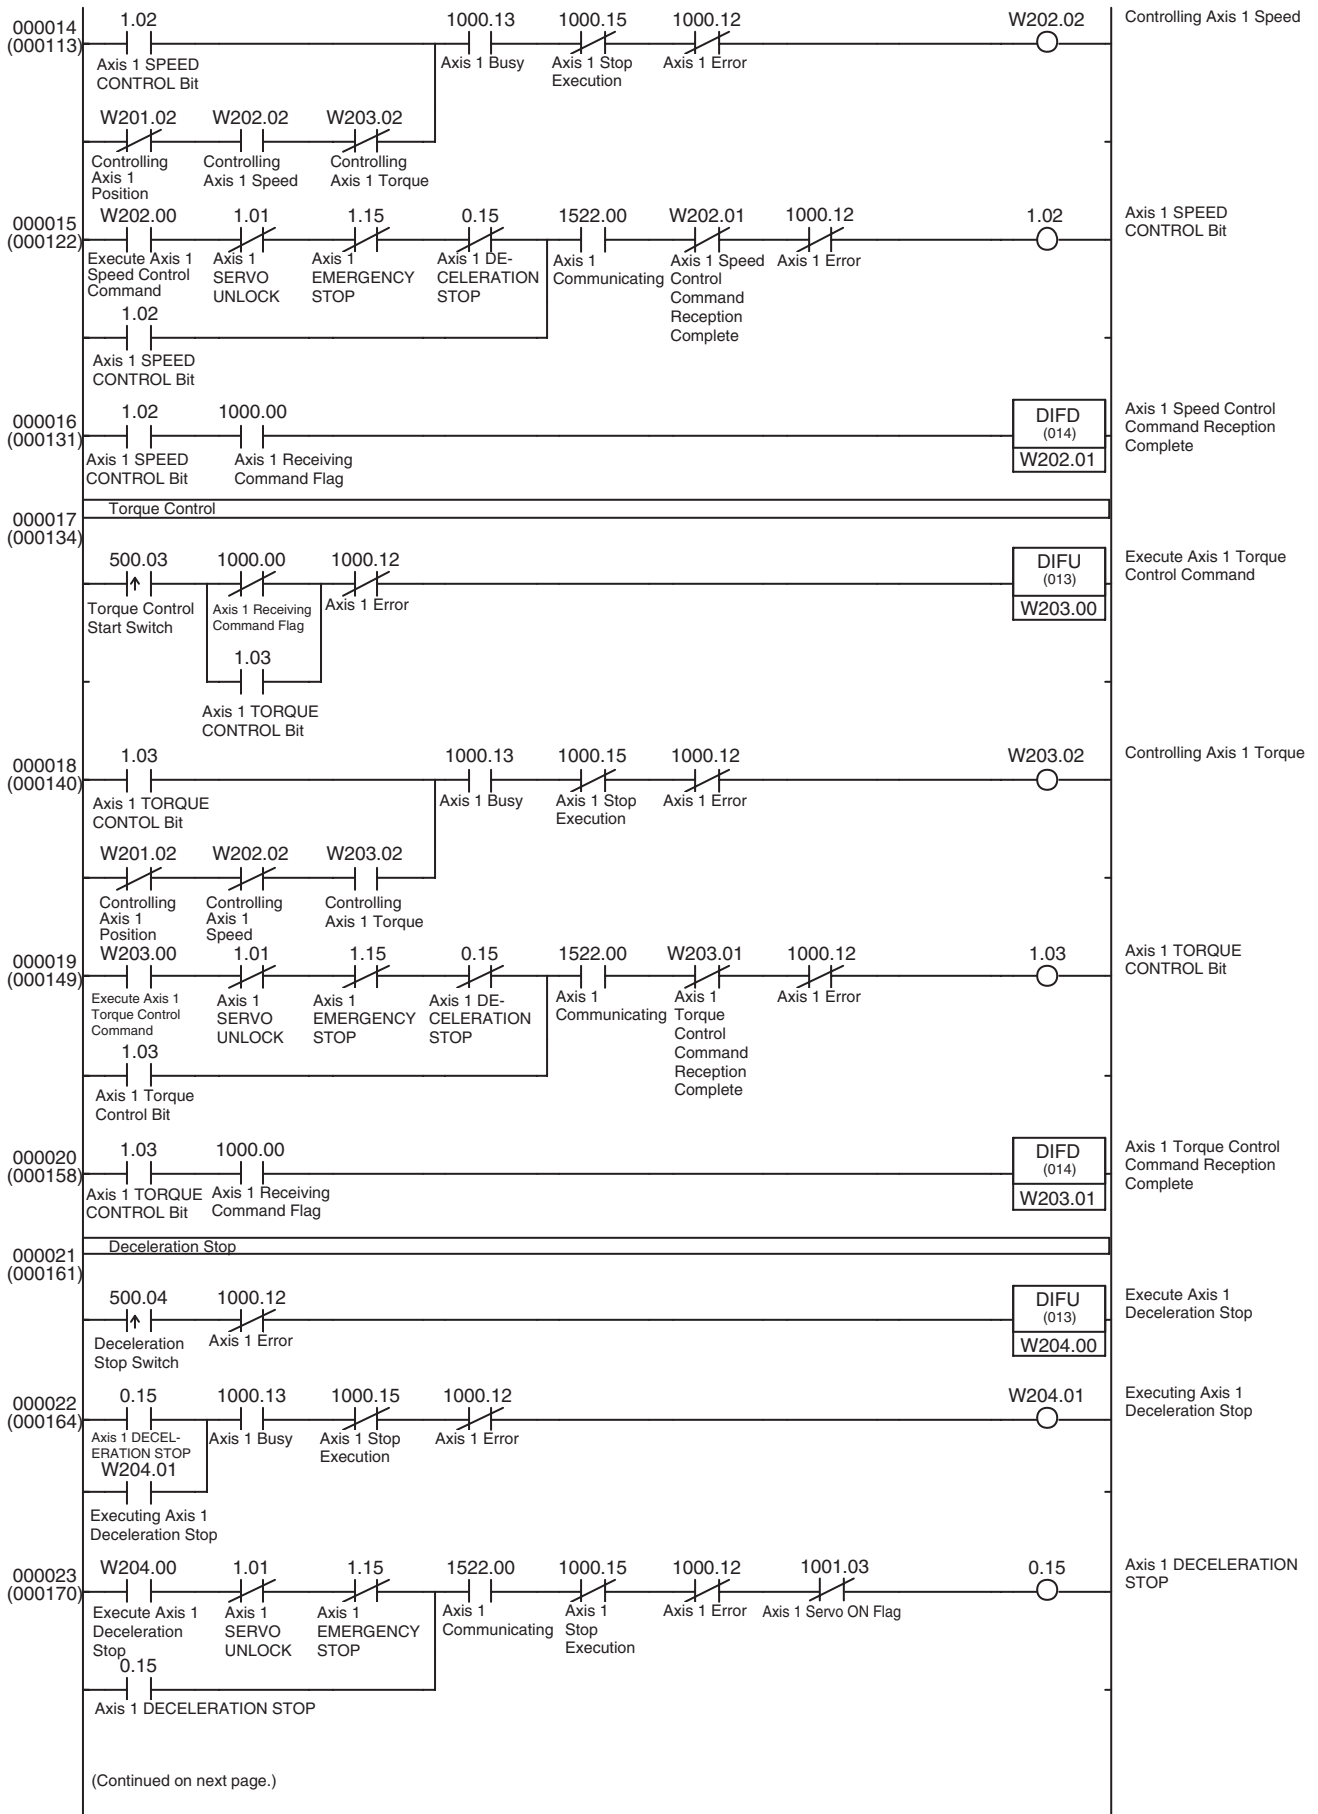 1.02 1000.13 1000.15 1000.12 W202.02 Controlling Axis 1 Speed
000014
(000113)
Axis 1 SPEED Axis 1 Busy Axis 1 Stop Axis 1 Error
CONTROL Bit Execution
W201.02 W202.02 W203.02
Controlling Controlling Controlling
Axis 1 Axis 1 Speed Axis 1 Torque
Position
000015 W202.00 1.01 1.15 0.15 1522.00 W202.01 1000.12 1.02 Axis 1 SPEED
(000122) CONTROL Bit
Execute Axis 1 Axis 1 Axis 1 Axis 1 DE- Axis 1 Axis 1 Speed Axis 1 Error
Speed Control SERVO EMERGENCY CELERATION Communicating Control
Command UNLOCK STOP STOP Command
1.02 Reception
Complete
Axis 1 SPEED
CONTROL Bit
000016 1.02 1000.00 DIFD Axis 1 Speed Control
(000131) (014) Command Reception
Axis 1 SPEED Axis 1 Receiving W202.01 Complete
CONTROL Bit Command Flag
Torque Control
000017
(000134)
500.03 1000.00 1000.12 DIFU Execute Axis 1 Torque
(013) Control Command
Torque Control Axis 1 Receiving Axis 1 Error W203.00
Start Switch Command Flag
1.03
Axis 1 TORQUE
CONTROL Bit
000018 1.03 1000.13 1000.15 1000.12 W203.02 Controlling Axis 1 Torque
(000140)
Axis 1 TORQUE Axis 1 Busy Axis 1 Stop Axis 1 Error
CONTOL Bit Execution
W201.02 W202.02 W203.02
Controlling Controlling Controlling
Axis 1 Axis 1 Axis 1 Torque
Position Speed
000019 W203.00 1.01 1.15 0.15 1522.00 W203.01 1000.12 1.03 Axis 1 TORQUE
(000149) CONTROL Bit
Execute Axis 1 Axis 1 Axis 1 Axis 1 DE- Axis 1 Axis 1 Axis 1 Error
Torque Control SERVO EMERGENCY CELERATION Communicating Torque
Command UNLOCK STOP STOP Control
1.03 Command
Reception
Axis 1 Torque Complete
Control Bit
000020 1.03 1000.00 DIFD Axis 1 Torque Control
(000158) (014) Command Reception
Axis 1 TORQUE Axis 1 Receiving W203.01 Complete
CONTROL Bit Command Flag
Deceleration Stop
000021
(000161)
500.04 1000.12 DIFU Execute Axis 1
(013) Deceleration Stop
Deceleration Axis 1 Error W204.00
Stop Switch
000022 0.15 1000.13 1000.15 1000.12 W204.01 Executing Axis 1
(000164) Deceleration Stop
Axis 1 DECEL- Axis 1 Busy Axis 1 Stop Axis 1 Error
ERATION STOP Execution
W204.01
Executing Axis 1
Deceleration Stop
000023 W204.00 1.01 1.15 1522.00 1000.15 1000.12 1001.03 0.15 Axis 1 DECELERATION
(000170) STOP
Execute Axis 1 Axis 1 Axis 1 Axis 1 Axis 1 Axis 1 Error Axis 1 Servo ON Flag
Deceleration SERVO EMERGENCY Communicating Stop
Stop UNLOCK STOP Execution
0.15
Axis 1 DECELERATION STOP
(Continued on next page.)